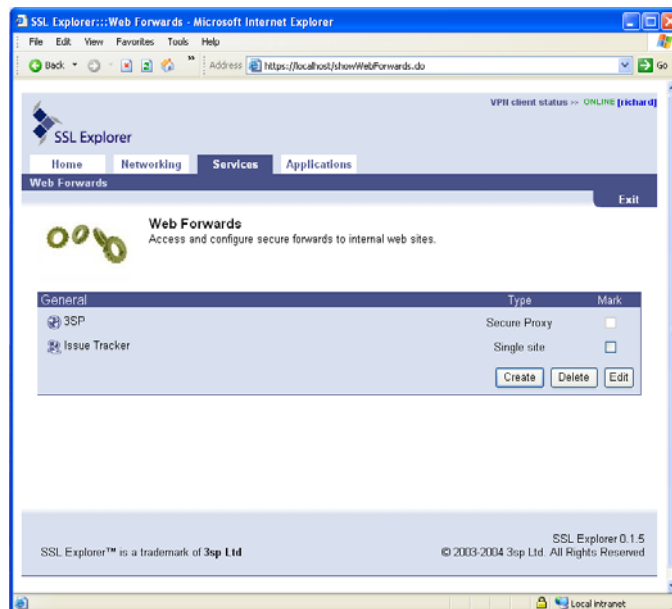 SSL Explorer:::Web Forwards - Microsoft Internet Explorer
File Edit View Favorites Tools Help
Back Address https://localhost/showWebForwards.do Go
VPN client status >> ONLINE [richard]
SSL Explorer
Home Networking Services Applications
Web Forwards
Exit
Web Forwards
Access and configure secure forwards to internal web sites.
General Type Mark
3SP Secure Proxy
Issue Tracker Single site
Create Delete Edit
SSL Explorer 0.1.5
SSL Explorer™ is a trademark of 3sp Ltd © 2003-2004 3sp Ltd. All Rights Reserved
Local intranet